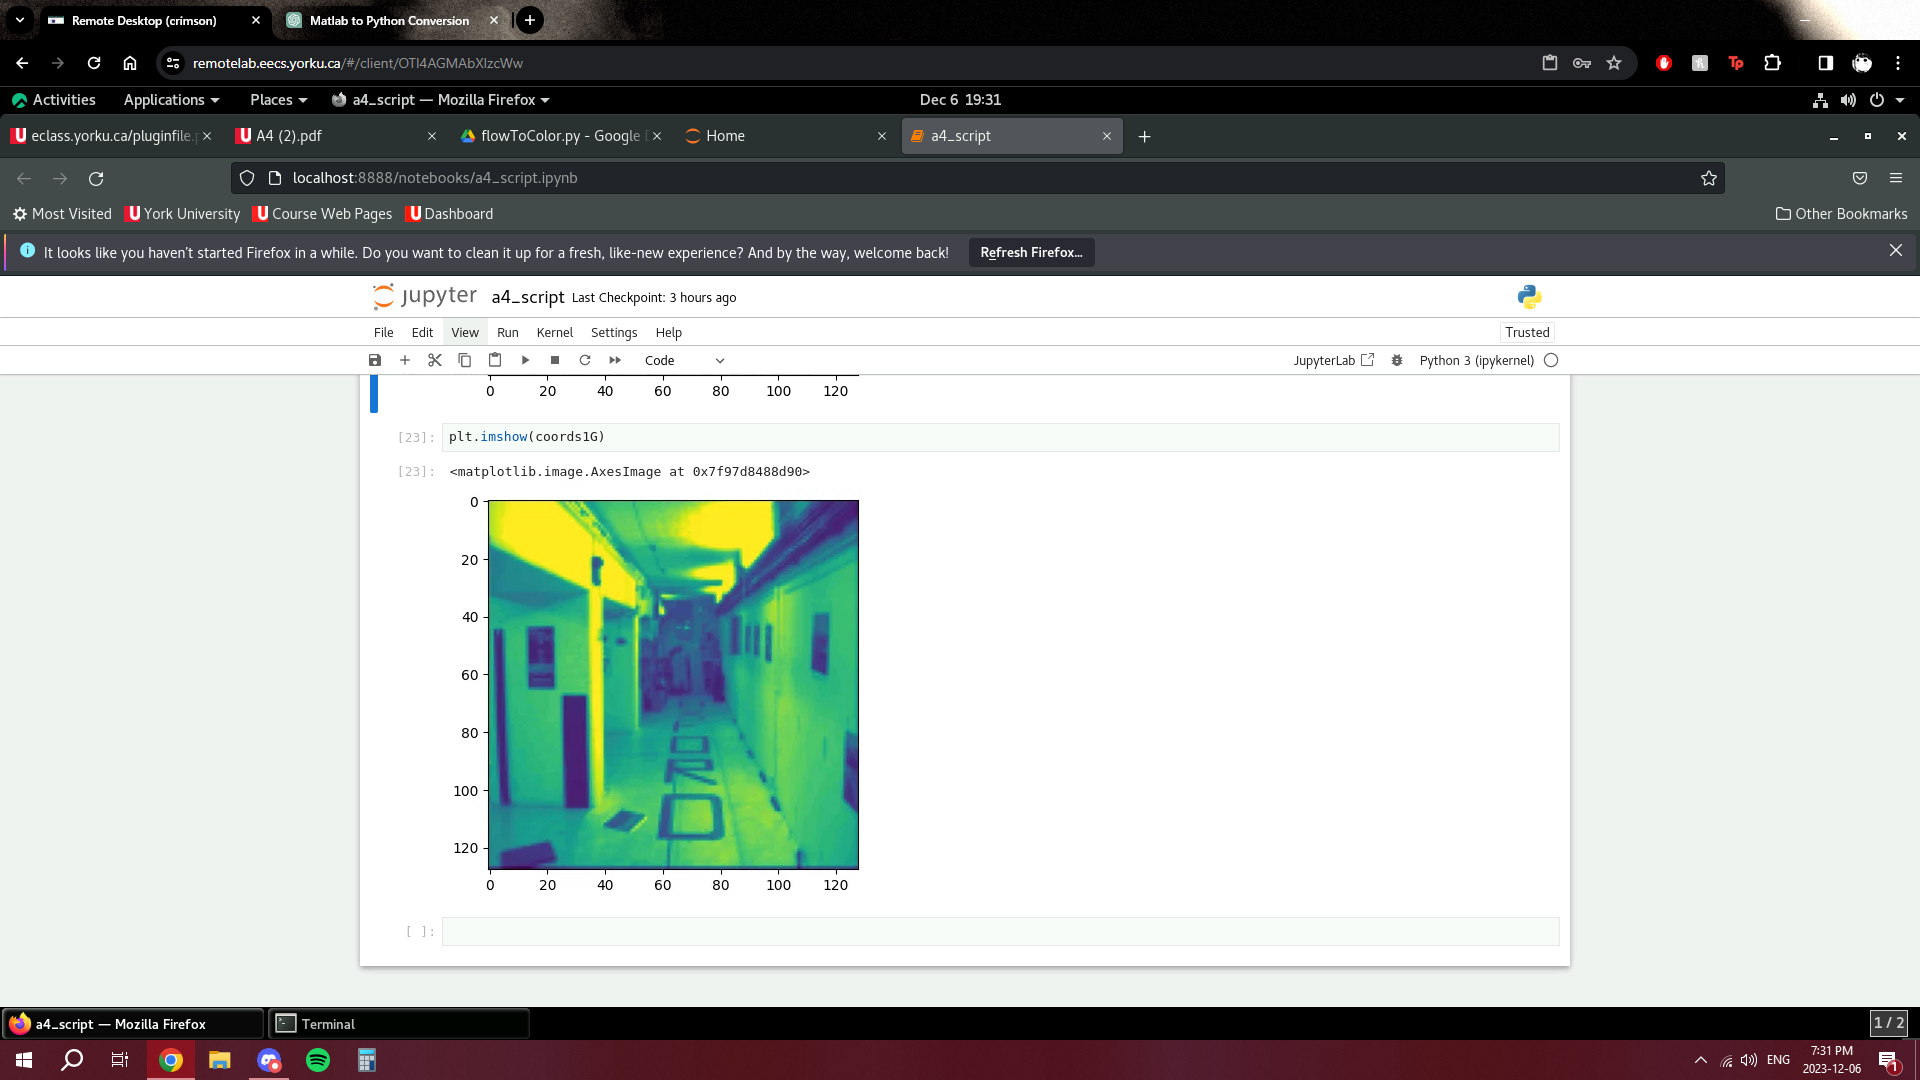 Remote Desktop (crimson)
Matlab to Python Conversion
remotelab.eecs.yorku.ca/#/client/OTI4AGMAbXlzcWw
Activities Applications Places a4_script — Mozilla Firefox Dec 6 19:31
eclass.yorku.ca/pluginfile.p
A4 (2).pdf
flowToColor.py - Google D
Home
a4_script
localhost:8888/notebooks/a4_script.ipynb
Most Visited York University Course Web Pages Dashboard Other Bookmarks
It looks like you haven't started Firefox in a while. Do you want to clean it up for a fresh, like-new experience? And by the way, welcome back! Refresh Firefox...
jupyter a4_script Last Checkpoint: 3 hours ago
File Edit View Run Kernel Settings Help Trusted
Code JupyterLab Python 3 (ipykernel)
0 20 40 60 80 100 120
[23]: plt.imshow(coords1G)
[23]: <matplotlib.image.AxesImage at 0x7f97d8488d90>
0
20
40
60
80
100
120
0 20 40 60 80 100 120
[ ]:
a4_script — Mozilla Firefox Terminal 1 / 2
ENG 7:31 PM
2023-12-06
1